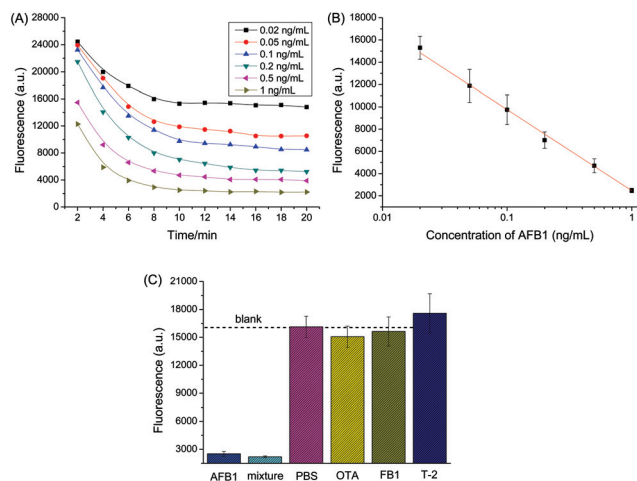 (A)
28000
24000
20000
16000
12000
8000
4000
0
Fluorescence (a.u.)
0.02 ng/mL
0.05 ng/mL
0.1 ng/mL
0.2 ng/mL
0.5 ng/mL
1 ng/mL
2 4 6 8 10 12 14 16 18 20
Time/min
(B)
18000
16000
14000
12000
10000
8000
6000
4000
2000
Fluorescence (a.u.)
0.01 0.1 1
Concentration of AFB1 (ng/mL)
(C)
21000
18000
15000
12000
9000
6000
3000
Fluorescence (a.u.)
blank
AFB1 mixture PBS OTA FB1 T-2